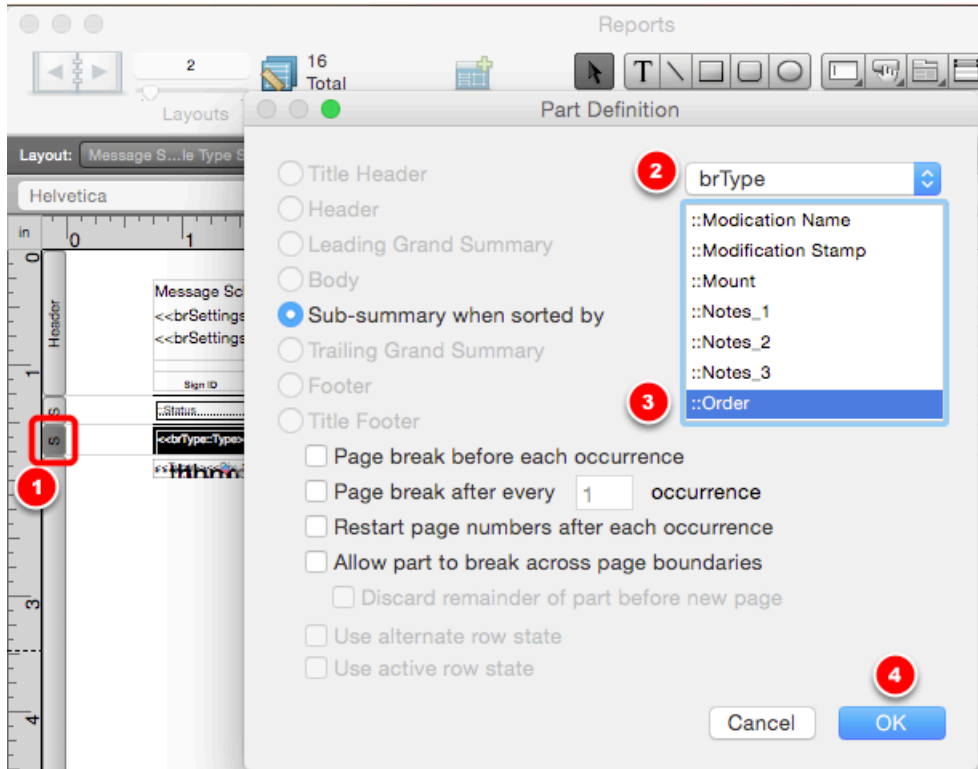 Reports
2
16
Total
Layouts
Part Definition
Layout:
Message S...le Type S
Helvetica
in
0
1
0
1
3
4
Header
S
S
Message Sc
<<brSettings
<<brSettings
Sign ID
::Status
<<brType::Type>
1
Title Header
Header
Leading Grand Summary
Body
Sub-summary when sorted by
Trailing Grand Summary
Footer
Title Footer
2
brType
::Modication Name
::Modification Stamp
::Mount
::Notes_1
::Notes_2
::Notes_3
3
::Order
Page break before each occurrence
Page break after every 1 occurrence
Restart page numbers after each occurrence
Allow part to break across page boundaries
Discard remainder of part before new page
Use alternate row state
Use active row state
4
Cancel
OK